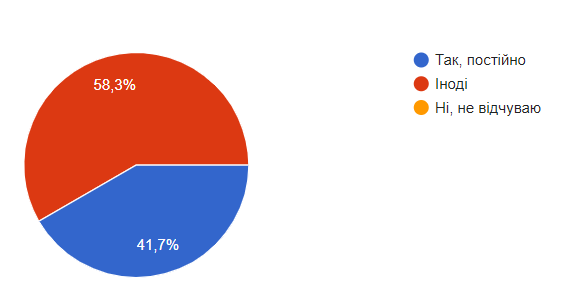 58,3%
41,7%
Так, постійно
Іноді
Ні, не відчуваю